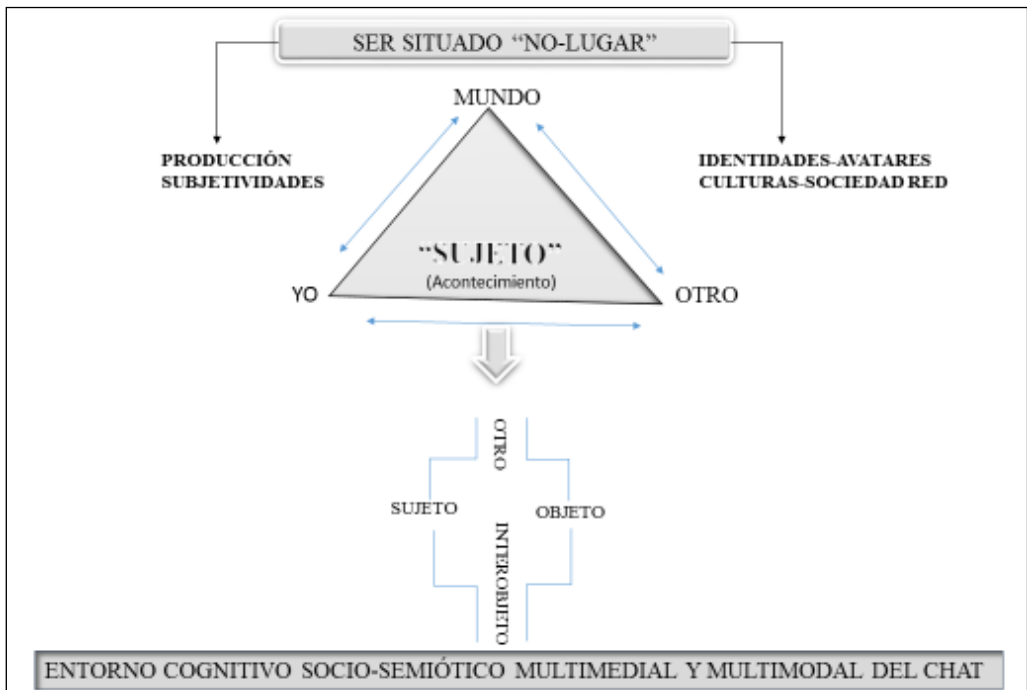 SER SITUADO “NO-LUGAR”
MUNDO
PRODUCCIÓN
SUBJETIVIDADES
IDENTIDADES-AVATARES
CULTURAS-SOCIEDAD RED
“SUJETO”
(Acontecimiento)
YO
OTRO
OTRO
SUJETO
OBJETO
INTEROBJETO
ENTORNO COGNITIVO SOCIO-SEMIÓTICO MULTIMEDIAL Y MULTIMODAL DEL CHAT